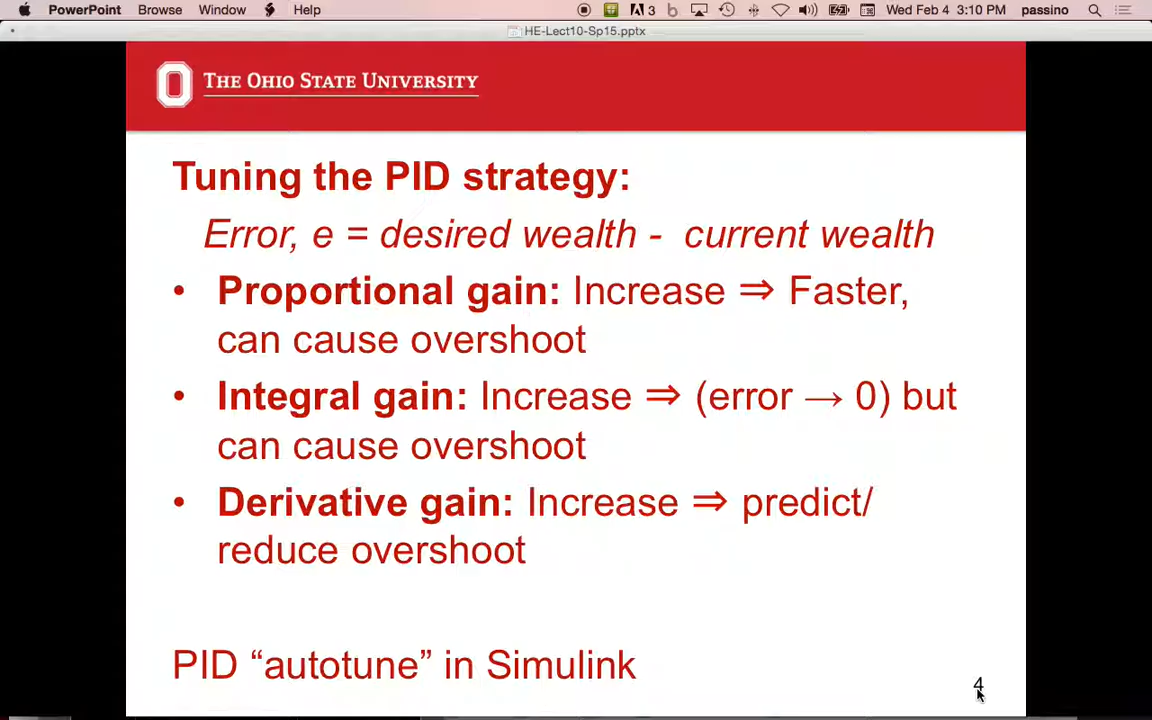 PowerPoint Browse Window Help 3 Wed Feb 4 3:10 PM passino
HE-Lect10-Sp15.pptx
THE OHIO STATE UNIVERSITY
Tuning the PID strategy:
Error, e = desired wealth - current wealth
• Proportional gain: Increase ⇒ Faster,
can cause overshoot
• Integral gain: Increase ⇒ (error → 0) but
can cause overshoot
• Derivative gain: Increase ⇒ predict/
reduce overshoot
PID “autotune” in Simulink
4